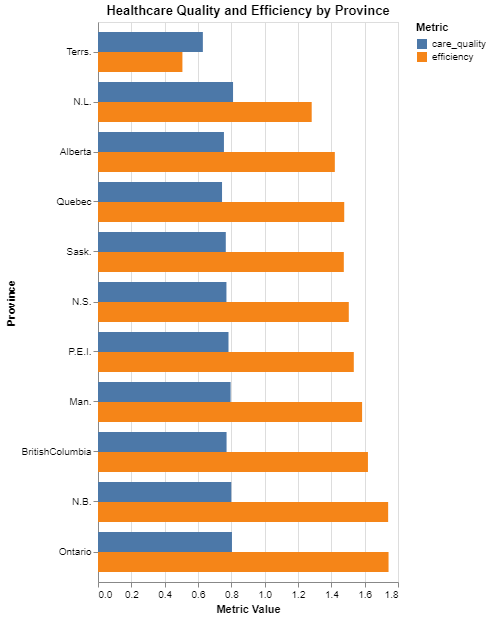 Healthcare Quality and Efficiency by Province
Metric
care_quality
efficiency
Province
Terrs.
N.L.
Alberta
Quebec
Sask.
N.S.
P.E.I.
Man.
BritishColumbia
N.B.
Ontario
0.0 0.2 0.4 0.6 0.8 1.0 1.2 1.4 1.6 1.8
Metric Value